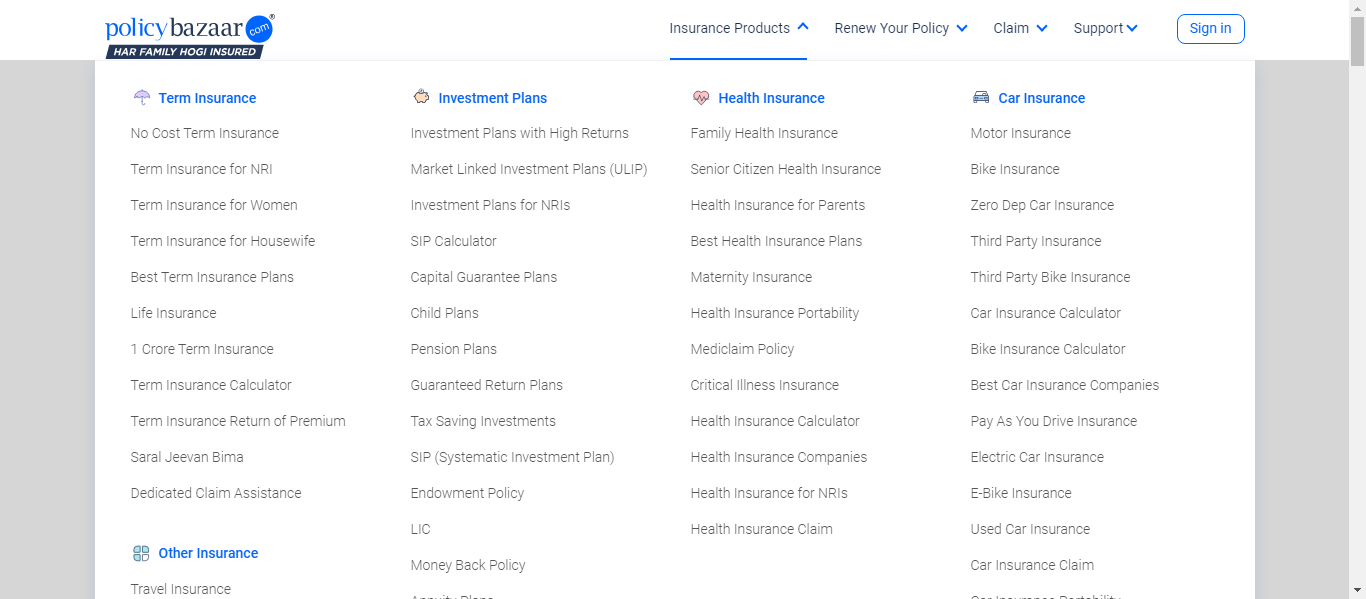 policybazaar.com®
HAR FAMILY HOGI INSURED
Insurance Products
Renew Your Policy
Claim
Support
Sign in
Term Insurance
No Cost Term Insurance
Term Insurance for NRI
Term Insurance for Women
Term Insurance for Housewife
Best Term Insurance Plans
Life Insurance
1 Crore Term Insurance
Term Insurance Calculator
Term Insurance Return of Premium
Saral Jeevan Bima
Dedicated Claim Assistance
Other Insurance
Travel Insurance
Investment Plans
Investment Plans with High Returns
Market Linked Investment Plans (ULIP)
Investment Plans for NRIs
SIP Calculator
Capital Guarantee Plans
Child Plans
Pension Plans
Guaranteed Return Plans
Tax Saving Investments
SIP (Systematic Investment Plan)
Endowment Policy
LIC
Money Back Policy
Annuity Plans
Health Insurance
Family Health Insurance
Senior Citizen Health Insurance
Health Insurance for Parents
Best Health Insurance Plans
Maternity Insurance
Health Insurance Portability
Mediclaim Policy
Critical Illness Insurance
Health Insurance Calculator
Health Insurance Companies
Health Insurance for NRIs
Health Insurance Claim
Car Insurance
Motor Insurance
Bike Insurance
Zero Dep Car Insurance
Third Party Insurance
Third Party Bike Insurance
Car Insurance Calculator
Bike Insurance Calculator
Best Car Insurance Companies
Pay As You Drive Insurance
Electric Car Insurance
E-Bike Insurance
Used Car Insurance
Car Insurance Claim
Car Insurance Portability